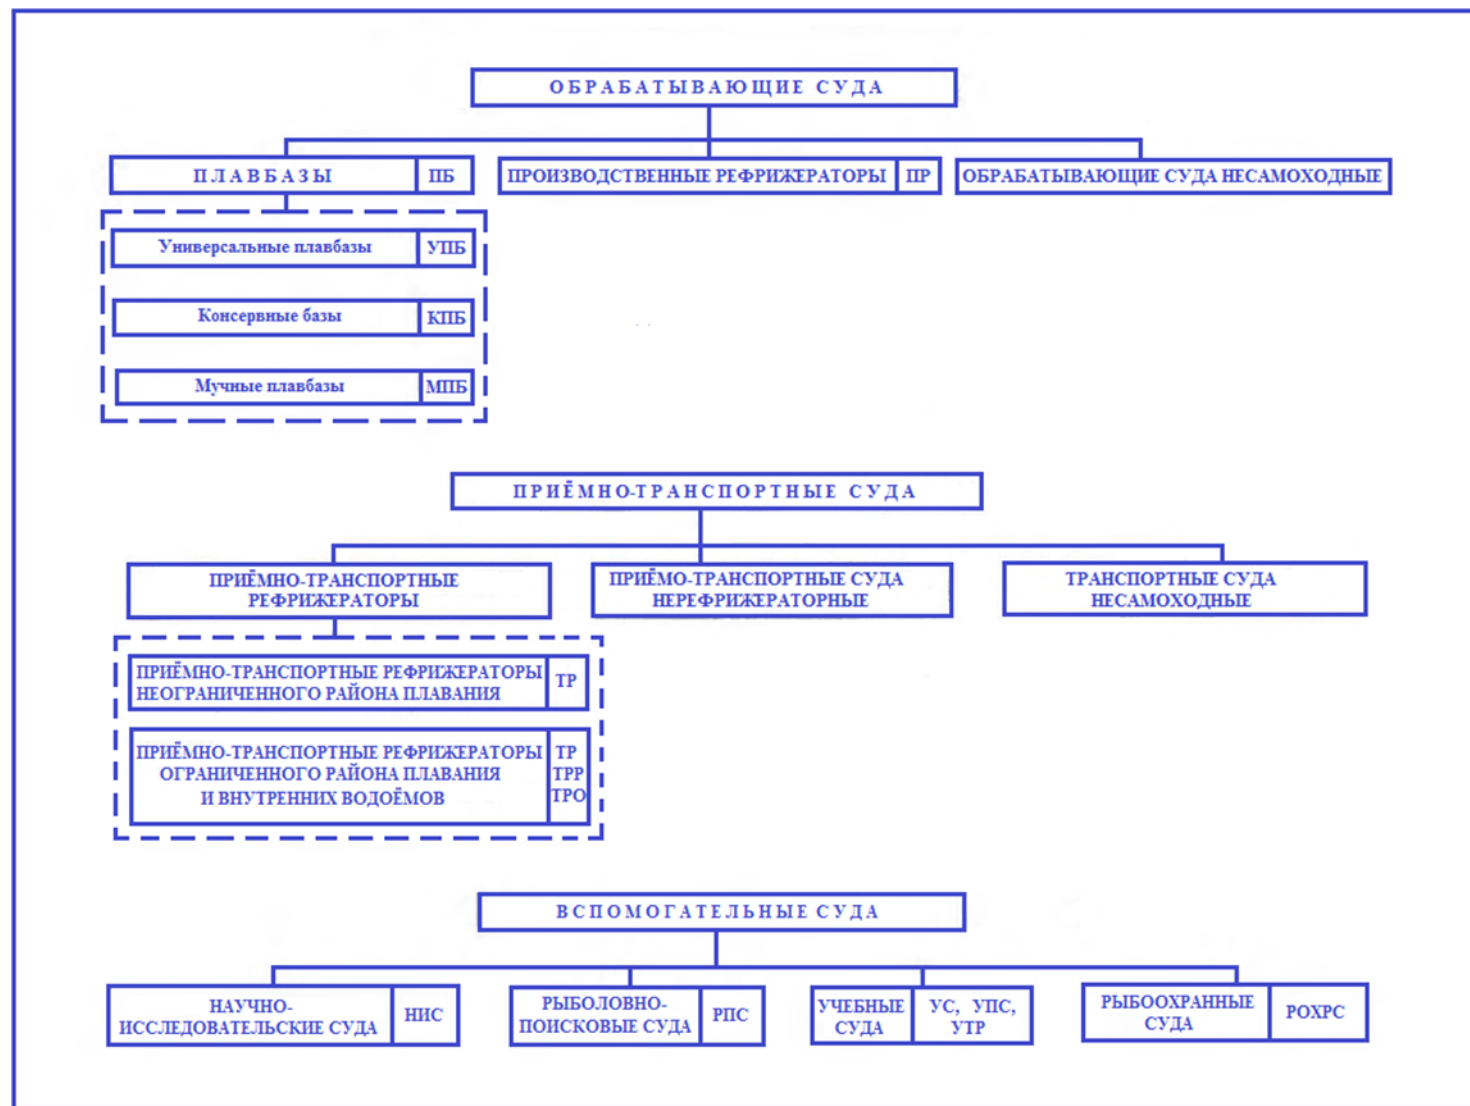 ОБРАБАТЫВАЮЩИЕ СУДА
ПЛАВБАЗЫ ПБ
ПРОИЗВОДСТВЕННЫЕ РЕФРИЖЕРАТОРЫ ПР
ОБРАБАТЫВАЮЩИЕ СУДА НЕСАМОХОДНЫЕ
Универсальные плавбазы УПБ
Консервные базы КПБ
Мучные плавбазы МПБ
ПРИЁМНО-ТРАНСПОРТНЫЕ СУДА
ПРИЁМНО-ТРАНСПОРТНЫЕ
РЕФРИЖЕРАТОРЫ
ПРИЁМО-ТРАНСПОРТНЫЕ СУДА
НЕРЕФРИЖЕРАТОРНЫЕ
ТРАНСПОРТНЫЕ СУДА
НЕСАМОХОДНЫЕ
ПРИЁМНО-ТРАНСПОРТНЫЕ РЕФРИЖЕРАТОРЫ
НЕОГРАНИЧЕННОГО РАЙОНА ПЛАВАНИЯ
ТР
ПРИЁМНО-ТРАНСПОРТНЫЕ РЕФРИЖЕРАТОРЫ
ОГРАНИЧЕННОГО РАЙОНА ПЛАВАНИЯ
И ВНУТРЕННИХ ВОДОЁМОВ
ТР
ТРР
ТРО
ВСПОМОГАТЕЛЬНЫЕ СУДА
НАУЧНО-
ИССЛЕДОВАТЕЛЬСКИЕ СУДА
НИС
РЫБОЛОВНО-
ПОИСКОВЫЕ СУДА
РПС
УЧЕБНЫЕ
СУДА
УС, УПС,
УТР
РЫБООХРАННЫЕ
СУДА
РОХРС